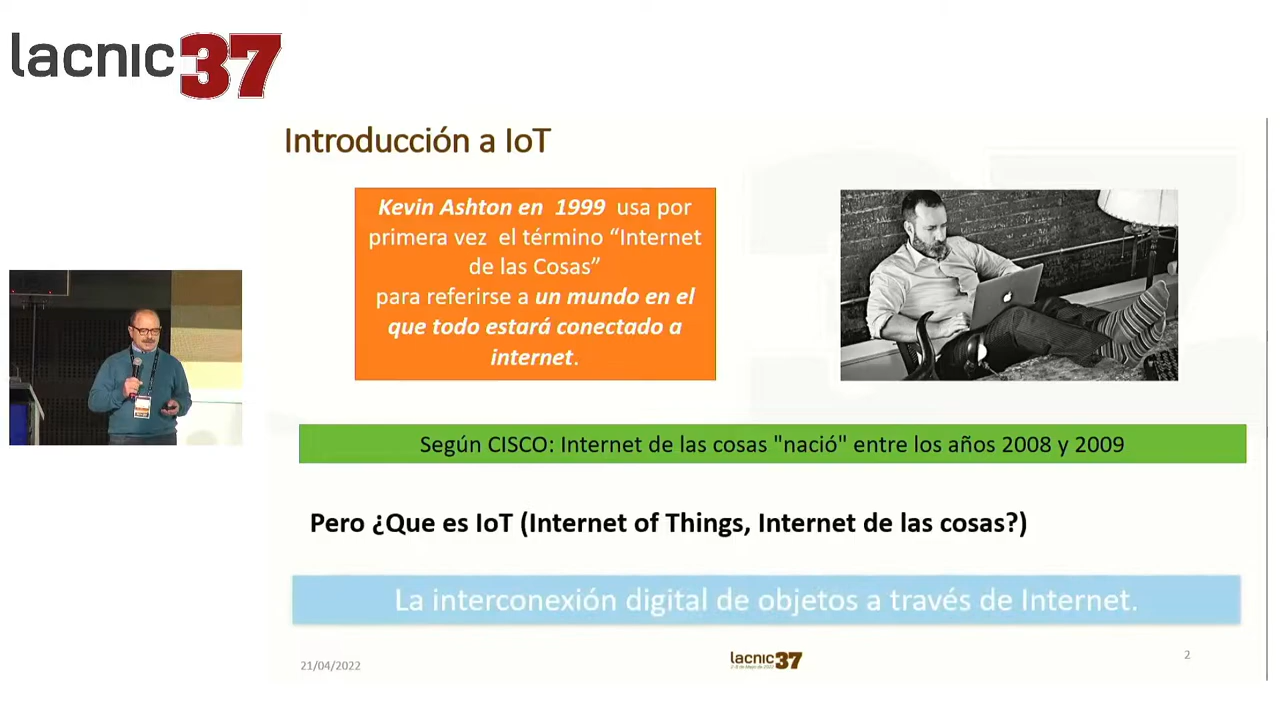 lacnic37
Introducción a IoT
Kevin Ashton en 1999 usa por
primera vez el término “Internet
de las Cosas”
para referirse a un mundo en el
que todo estará conectado a
internet.
Según CISCO: Internet de las cosas "nació" entre los años 2008 y 2009
Pero ¿Que es IoT (Internet of Things, Internet de las cosas?)
La interconexión digital de objetos a través de Internet.
21/04/2022
lacnic37
2